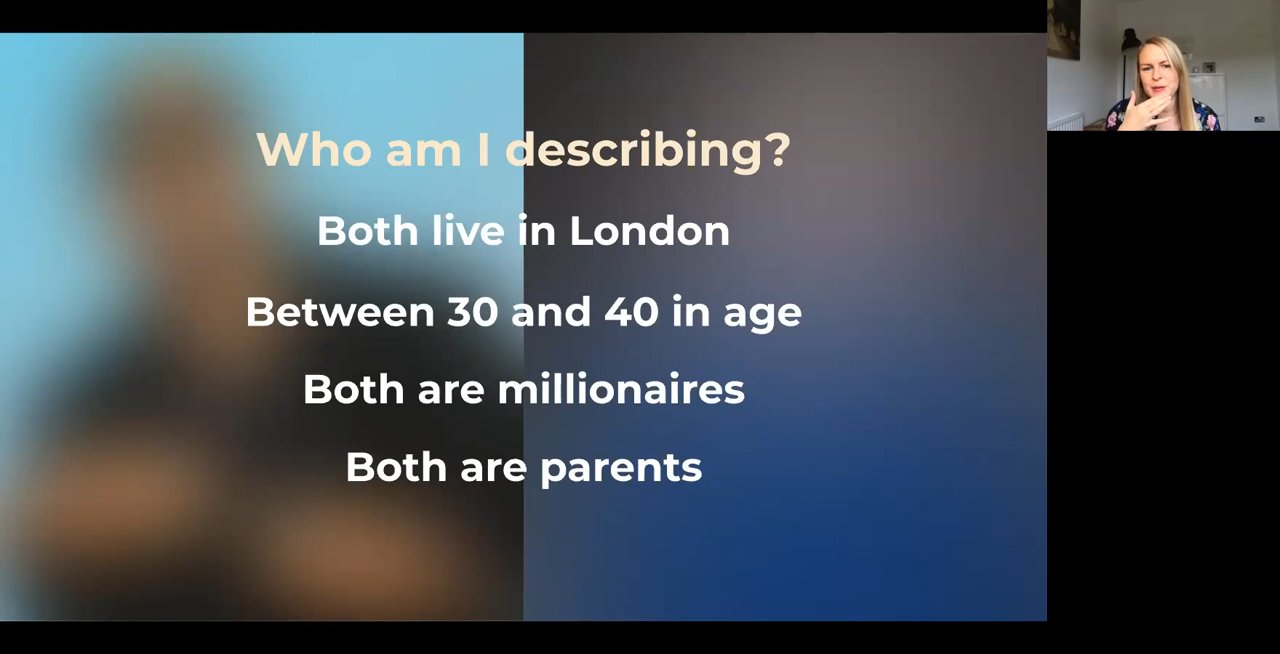 Who am I describing?
Both live in London
Between 30 and 40 in age
Both are millionaires
Both are parents